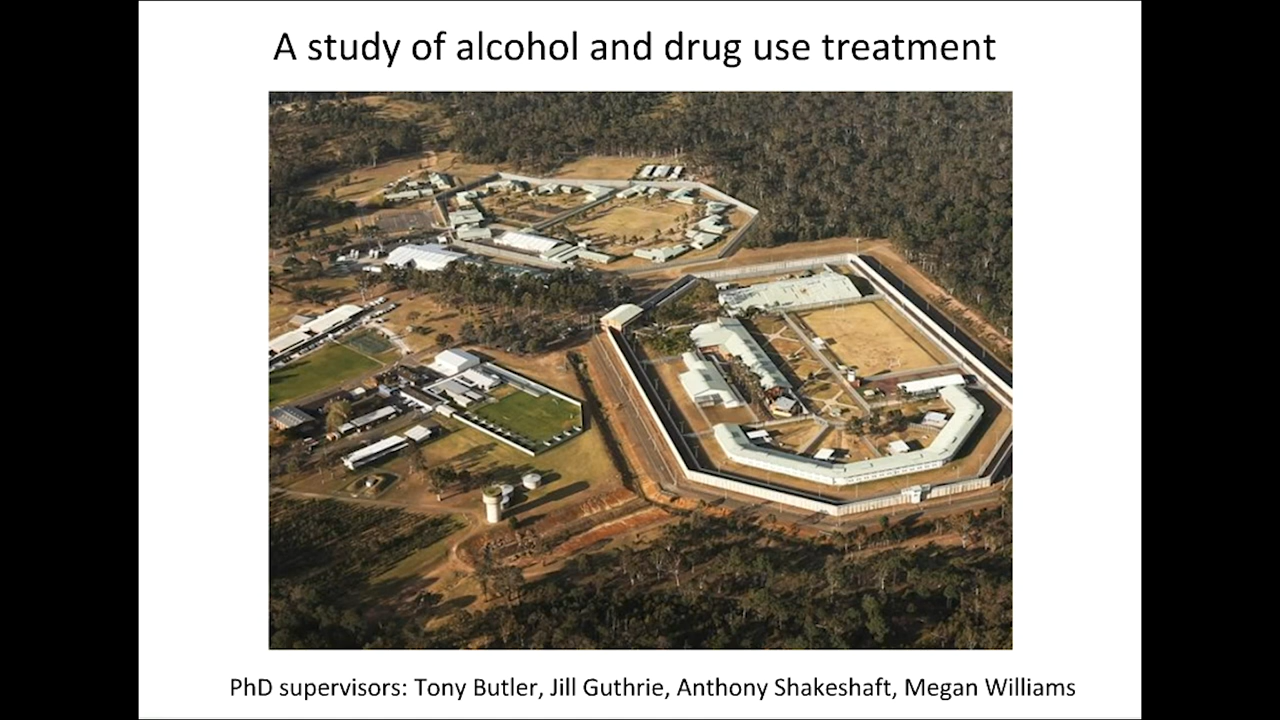 A study of alcohol and drug use treatment
PhD supervisors: Tony Butler, Jill Guthrie, Anthony Shakeshaft, Megan Williams